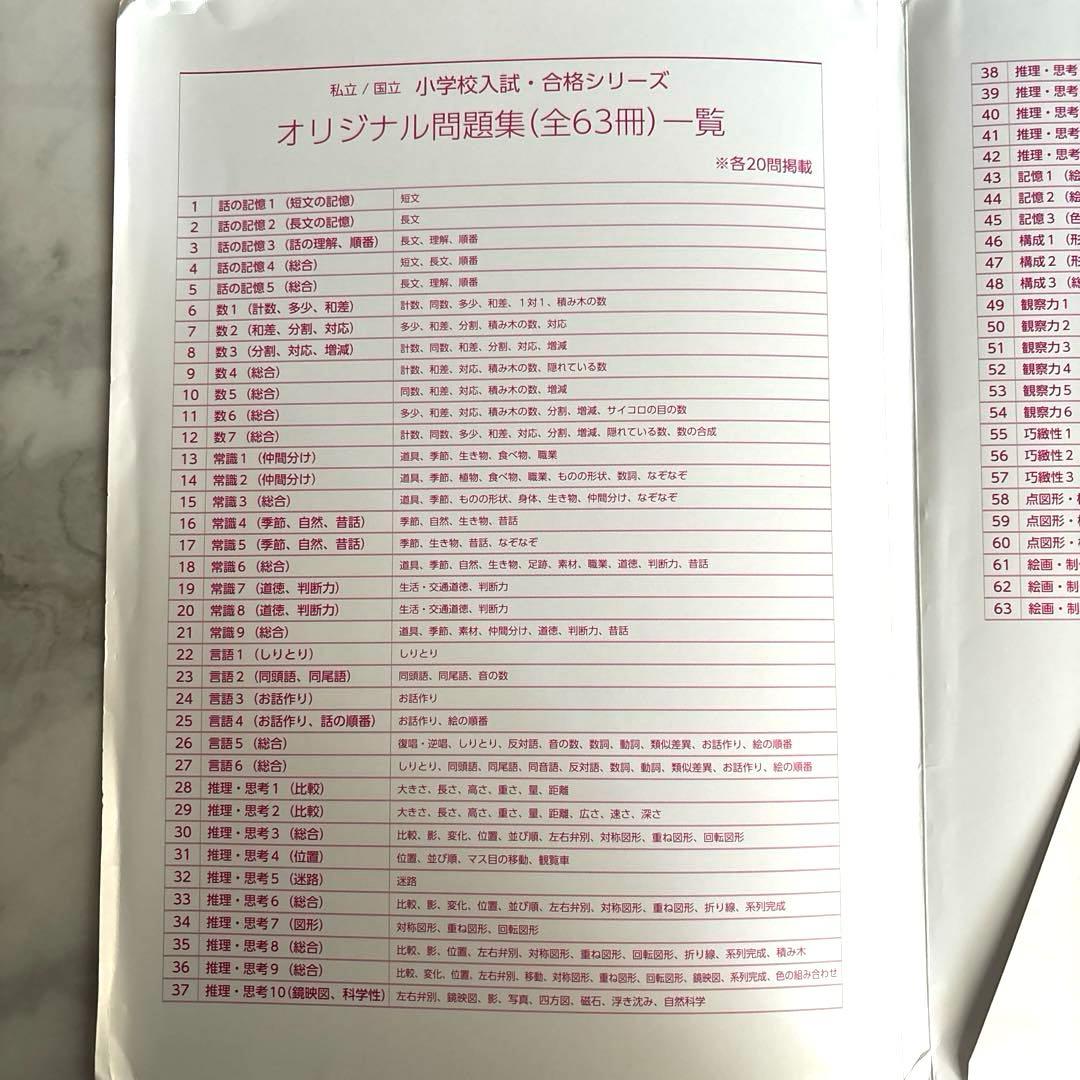 私立/国立 小学校入試・合格シリーズ
オリジナル問題集(全63冊)一覧
※各20問掲載
1 話の記憶1(短文の記憶) 短文
2 話の記憶2(長文の記憶) 長文
3 話の記憶3(話の理解、順番) 長文、理解、順番
4 話の記憶4(総合) 短文、長文、順番
5 話の記憶5(総合) 長文、理解、順番
6 数1(計数、多少、和差) 計数、同数、多少、和差、1対1、積み木の数
7 数2(和差、分割、対応) 多少、和差、分割、積み木の数、対応
8 数3(分割、対応、増減) 計数、同数、和差、分割、対応、増減
9 数4(総合) 計数、和差、対応、積み木の数、隠れている数
10 数5(総合) 同数、和差、対応、積み木の数、増減
11 数6(総合) 多少、和差、対応、積み木の数、分割、増減、サイコロの目の数
12 数7(総合) 計数、同数、多少、和差、対応、分割、増減、隠れている数、数の合成
13 常識1(仲間分け) 道具、季節、生き物、食べ物、職業
14 常識2(仲間分け) 道具、季節、植物、食べ物、職業、ものの形状、数詞、なぞなぞ
15 常識3(総合) 道具、季節、ものの形状、身体、生き物、仲間分け、なぞなぞ
16 常識4(季節、自然、昔話) 季節、自然、生き物、昔話
17 常識5(季節、自然、昔話) 季節、生き物、昔話、なぞなぞ
18 常識6(総合) 道具、季節、自然、生き物、足跡、素材、職業、道徳、判断力、昔話
19 常識7(道徳、判断力) 生活・交通道徳、判断力
20 常識8(道徳、判断力) 生活・交通道徳、判断力
21 常識9(総合) 道具、季節、素材、仲間分け、道徳、判断力、昔話
22 言語1(しりとり) しりとり
23 言語2(同頭語、同尾語) 同頭語、同尾語、音の数
24 言語3(お話作り) お話作り
25 言語4(お話作り、話の順番) お話作り、絵の順番
26 言語5(総合) 復唱・逆唱、しりとり、反対語、音の数、数詞、動詞、類似差異、お話作り、絵の順番
27 言語6(総合) しりとり、同頭語、同尾語、同音語、反対語、数詞、動詞、類似差異、お話作り、絵の順番
28 推理・思考1(比較) 大きさ、長さ、高さ、重さ、量、距離
29 推理・思考2(比較) 大きさ、長さ、高さ、重さ、量、距離、広さ、速さ、深さ
30 推理・思考3(総合) 比較、影、変化、位置、並び順、左右弁別、対称図形、重ね図形、回転図形
31 推理・思考4(位置) 位置、並び順、マス目の移動、観覧車
32 推理・思考5(迷路) 迷路
33 推理・思考6(総合) 比較、影、変化、位置、並び順、左右弁別、対称図形、重ね図形、折り線、系列完成
34 推理・思考7(図形) 対称図形、重ね図形、回転図形
35 推理・思考8(総合) 比較、影、位置、左右弁別、対称図形、重ね図形、回転図形、折り線、系列完成、積み木
36 推理・思考9(総合) 比較、変化、位置、左右弁別、移動、対称図形、重ね図形、回転図形、鏡映図、系列完成、色の組み合わせ
37 推理・思考10(鏡映図、科学性) 左右弁別、鏡映図、影、写真、四方図、磁石、浮き沈み、自然科学
38 推理・思考
39 推理・思考
40 推理・思考
41 推理・思考
42 推理・思考
43 記憶1(絵
44 記憶2(絵
45 記憶3(色
46 構成1(形
47 構成2(形
48 構成3(総
49 観察力1
50 観察力2
51 観察力3
52 観察力4
53 観察力5
54 観察力6
55 巧緻性1
56 巧緻性2
57 巧緻性3
58 点図形・
59 点図形・
60 点図形・
61 絵画・制
62 絵画・制
63 絵画・制